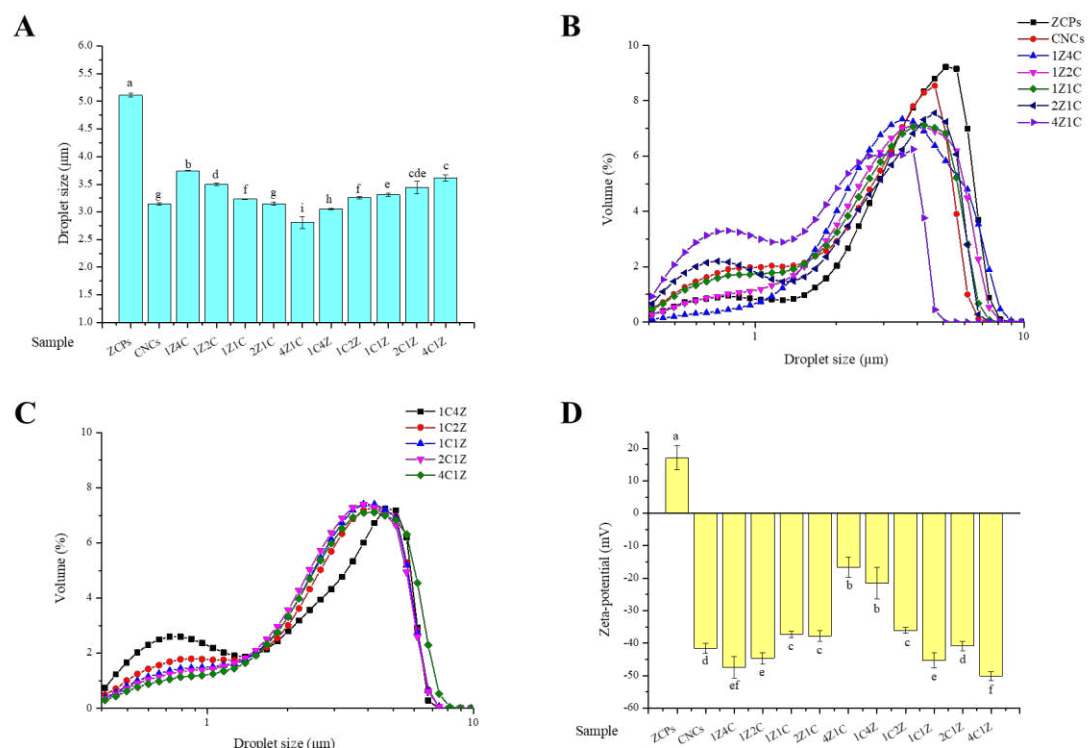 A
6.0
5.5
5.0
4.5
4.0
3.5
3.0
2.5
2.0
1.5
1.0
Droplet size (μm)
a
g
b
d
f
g
i
h
f
e
cde
c
Sample
ZCPs
CNCs
1Z4C
1Z2C
1Z1C
2Z1C
4Z1C
1C4Z
1C2Z
1C1Z
2C1Z
4C1Z
B
10
8
6
4
2
0
Volume (%)
1
10
Droplet size (μm)
ZCPs
CNCs
1Z4C
1Z2C
1Z1C
2Z1C
4Z1C
C
10
8
6
4
2
0
Volume (%)
1
10
Droplet size (μm)
1C4Z
1C2Z
1C1Z
2C1Z
4C1Z
D
20
10
0
-10
-20
-30
-40
-50
-60
Zeta-potential (mV)
a
d
ef
e
c
c
b
b
c
e
d
f
Sample
ZCPs
CNCs
1Z4C
1Z2C
1Z1C
2Z1C
4Z1C
1C4Z
1C2Z
1C1Z
2C1Z
4C1Z